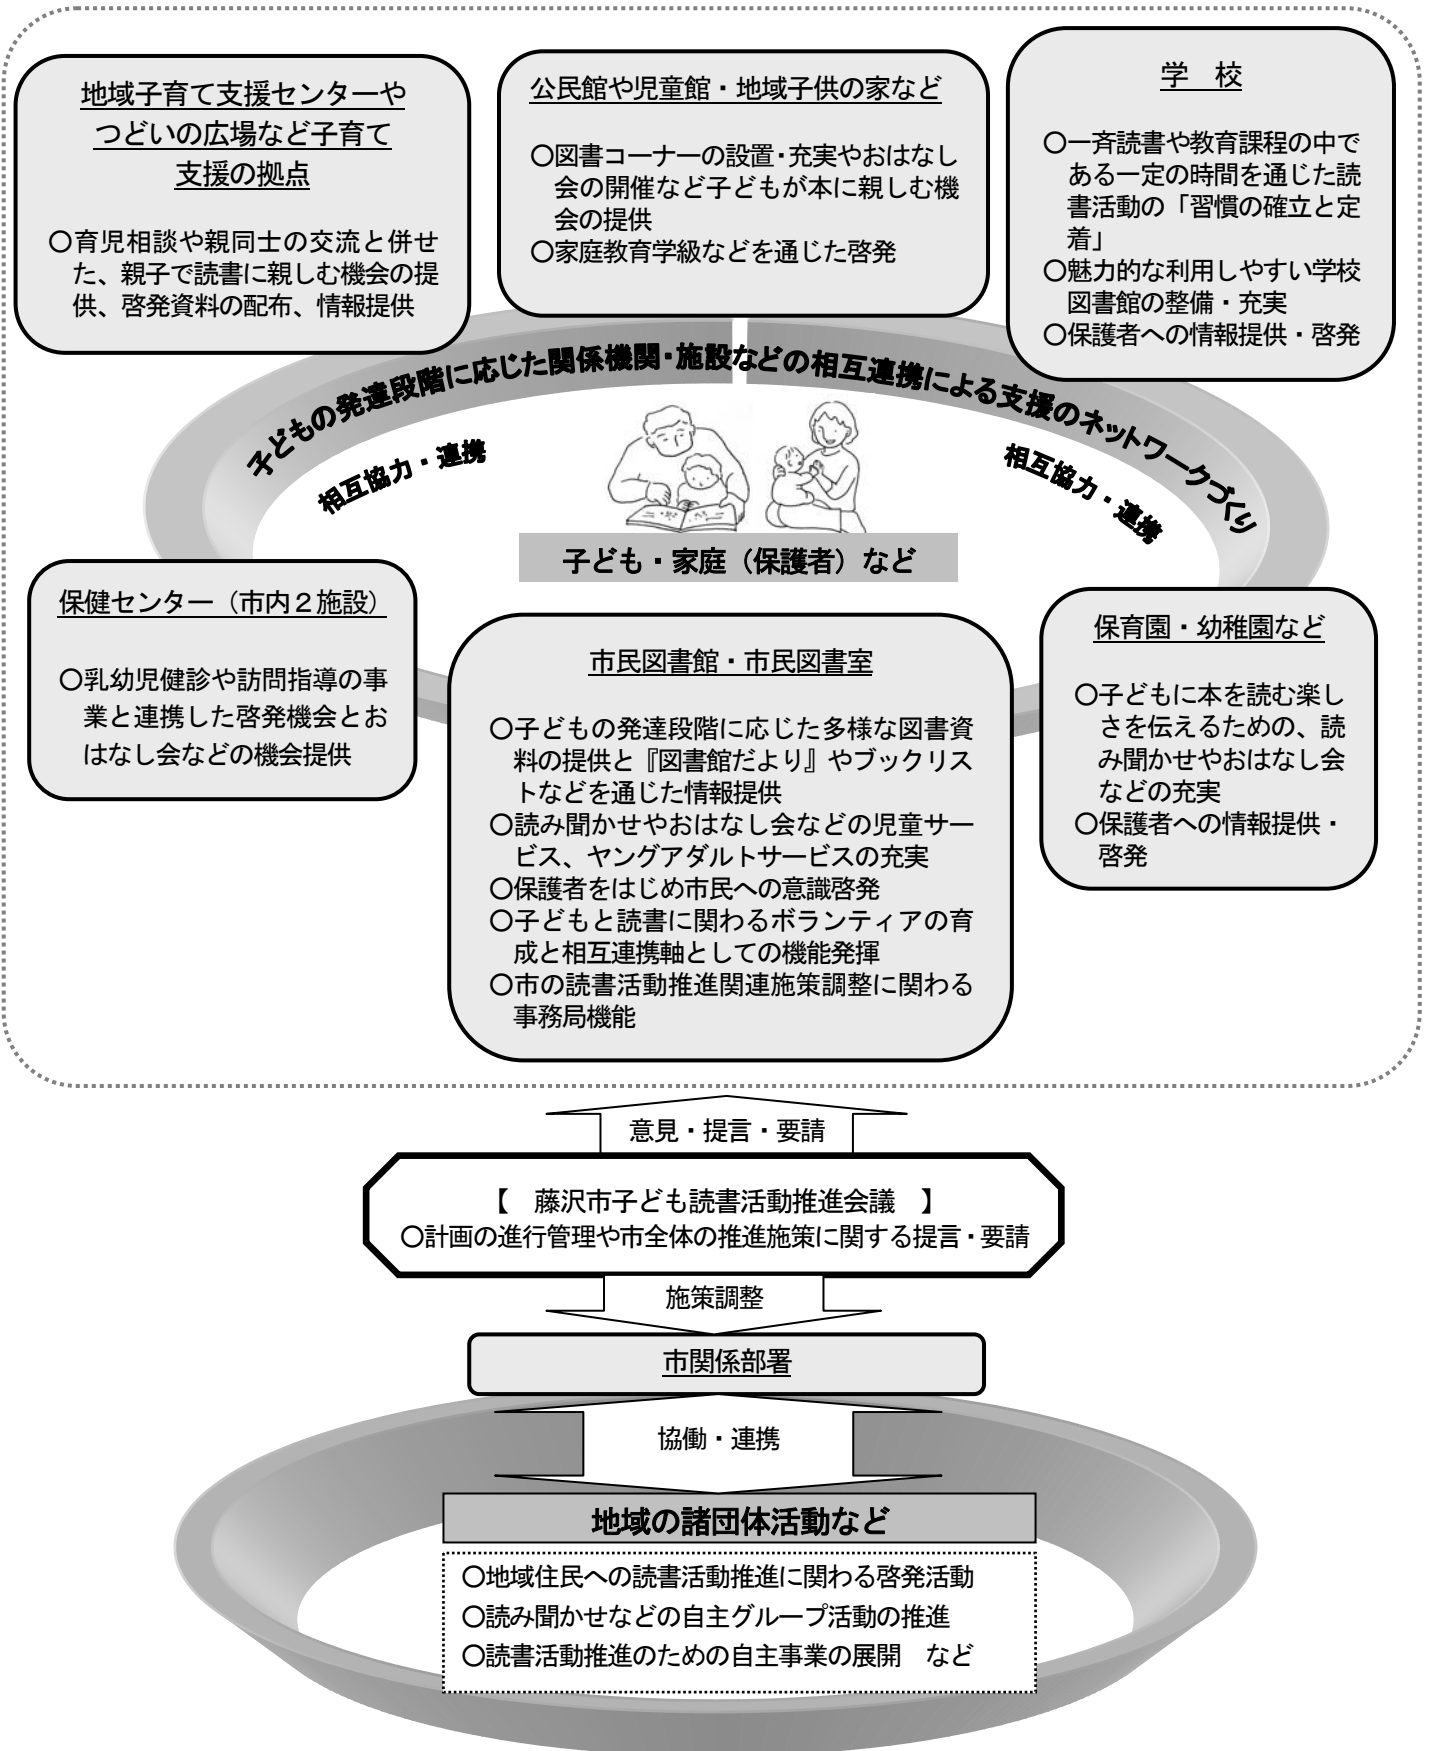 地域子育て支援センターや
つどいの広場など子育て
支援の拠点
〇育児相談や親同士の交流と併せ
た、親子で読書に親しむ機会の提
供、啓発資料の配布、情報提供
公民館や児童館・地域子供の家など
〇図書コーナーの設置・充実やおはなし
会の開催など子どもが本に親しむ機
会の提供
〇家庭教育学級などを通じた啓発
学　校
〇一斉読書や教育課程の中で
ある一定の時間を通じた読
書活動の「習慣の確立と定
着」
〇魅力的な利用しやすい学校
図書館の整備・充実
〇保護者への情報提供・啓発
子どもの発達段階に応じた関係機関・施設などの相互連携による支援のネットワークづくり
相互協力・連携
相互協力・連携
子ども・家庭（保護者）など
保健センター（市内２施設）
〇乳幼児健診や訪問指導の事
業と連携した啓発機会とお
はなし会などの機会提供
市民図書館・市民図書室
〇子どもの発達段階に応じた多様な図書資
料の提供と『図書館だより』やブックリス
トなどを通じた情報提供
〇読み聞かせやおはなし会などの児童サー
ビス、ヤングアダルトサービスの充実
〇保護者をはじめ市民への意識啓発
〇子どもと読書に関わるボランティアの育
成と相互連携軸としての機能発揮
〇市の読書活動推進関連施策調整に関わる
事務局機能
保育園・幼稚園など
〇子どもに本を読む楽し
さを伝えるための、読
み聞かせやおはなし会
などの充実
〇保護者への情報提供・
啓発
意見・提言・要請
【　藤沢市子ども読書活動推進会議　】
〇計画の進行管理や市全体の推進施策に関する提言・要請
施策調整
市関係部署
協働・連携
地域の諸団体活動など
〇地域住民への読書活動推進に関わる啓発活動
〇読み聞かせなどの自主グループ活動の推進
〇読書活動推進のための自主事業の展開　など